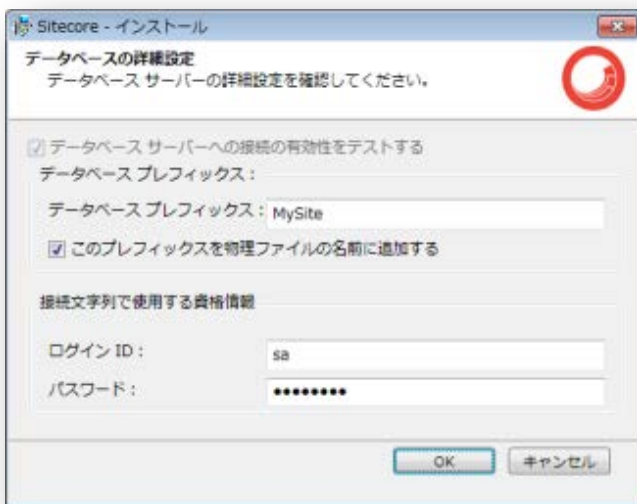 Sitecore - インストール
データベースの詳細設定
データベース サーバーの詳細設定を確認してください。
データベース サーバーへの接続の有効性をテストする
データベース プレフィックス：
データベース プレフィックス： MySite
このプレフィックスを物理ファイルの名前に追加する
接続文字列で使用する資格情報
ログイン ID： sa
パスワード： ●●●●●●●●
OK キャンセル